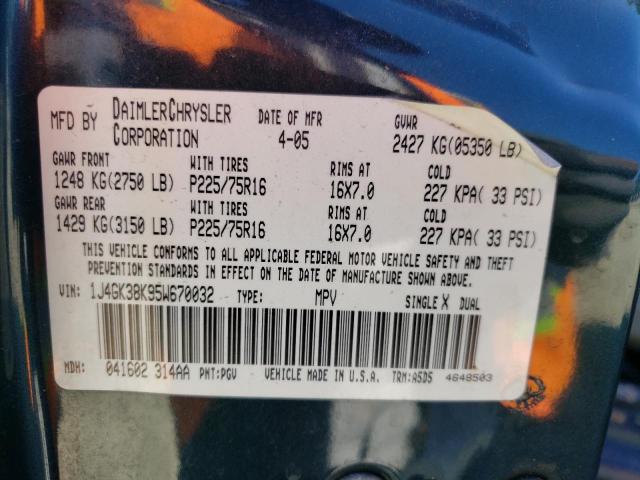 MFD BY DAIMLERCHRYSLER CORPORATION DATE OF MFR 4-05 GVWR 2427 KG(05350 LB)
GAWR FRONT WITH TIRES RIMS AT COLD
1248 KG(2750 LB) P225/75R16 16X7.0 227 KPA( 33 PSI)
GAWR REAR WITH TIRES RIMS AT COLD
1429 KG(3150 LB) P225/75R16 16X7.0 227 KPA( 33 PSI)
THIS VEHICLE CONFORMS TO ALL APPLICABLE FEDERAL MOTOR VEHICLE SAFETY AND THEFT
PREVENTION STANDARDS IN EFFECT ON THE DATE OF MANUFACTURE SHOWN ABOVE.
VIN: 1J4GK38K95W670032 TYPE: MPV SINGLE X DUAL
MDH: 041602 314AA PNT:PGV VEHICLE MADE IN U.S.A. TRM:A5D5 4648503